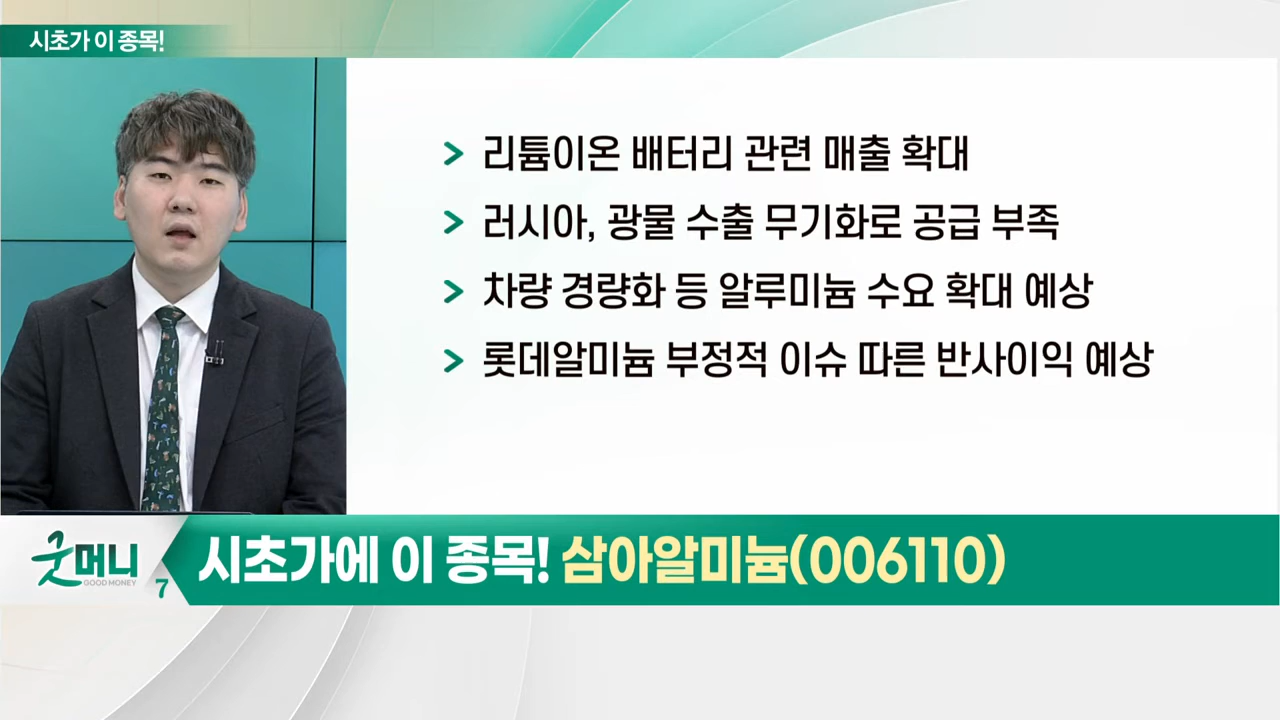 시초가 이 종목!
> 리튬이온 배터리 관련 매출 확대
> 러시아, 광물 수출 무기화로 공급 부족
> 차량 경량화 등 알루미늄 수요 확대 예상
> 롯데알미늄 부정적 이슈 따른 반사이익 예상
굿머니
GOOD MONEY
7
시초가에 이 종목! 삼아알미늄(006110)